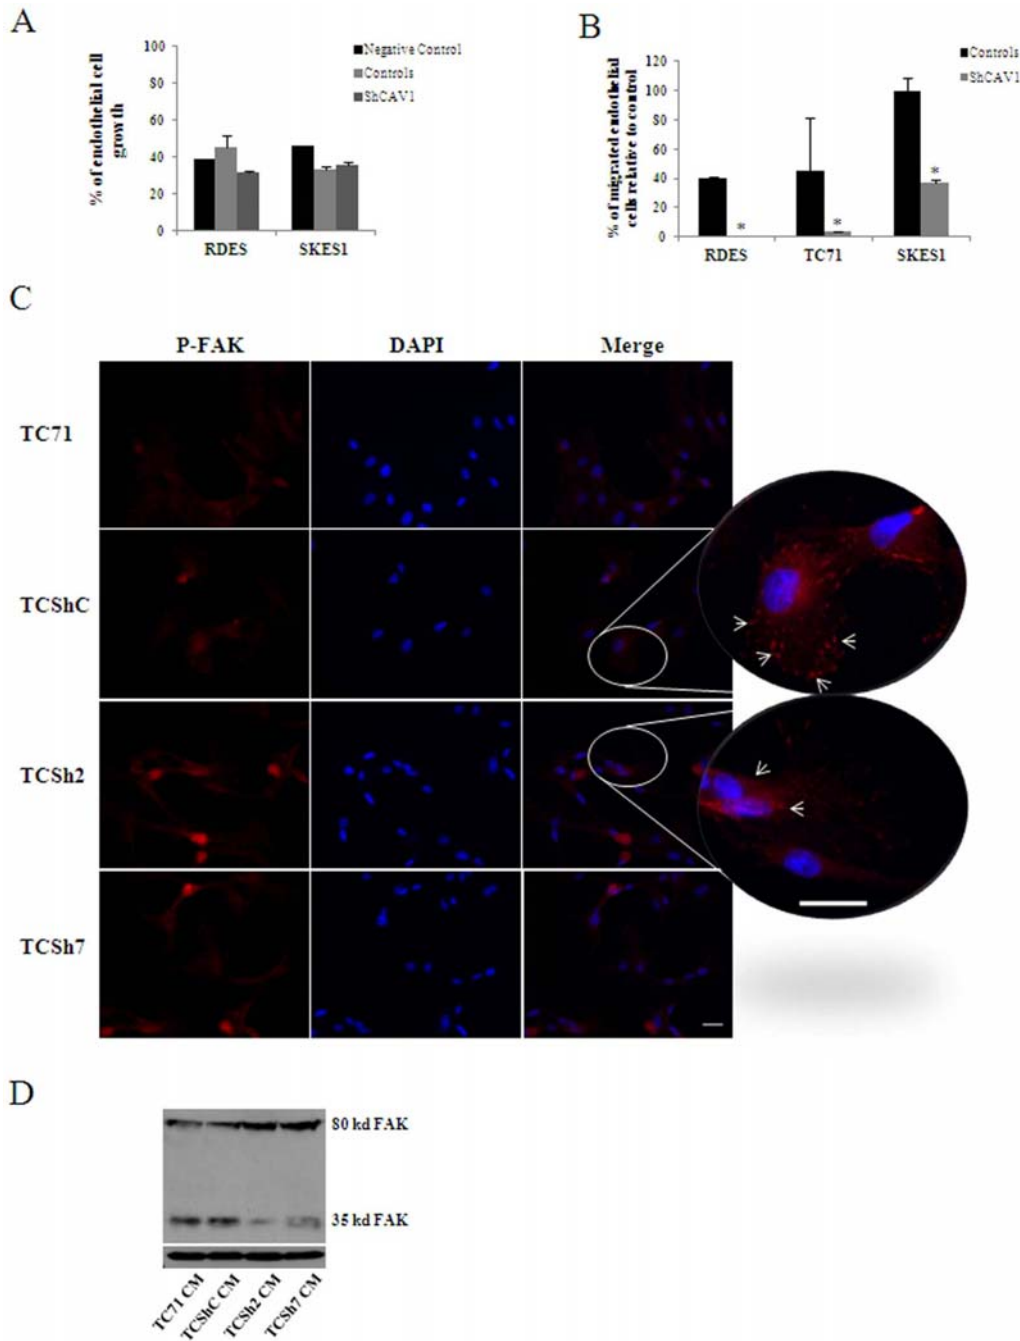 A
% of endothelial cell
growth
100
80
60
40
20
0
RDES
SKES1
Negative Control
Controls
ShCAV1
B
% of migrated endothelial
cells relative to control
120
100
80
60
40
20
0
RDES
TC71
SKES1
*
*
*
Controls
ShCAV1
C
P-FAK
DAPI
Merge
TC71
TCShC
TCSh2
TCSh7
D
80 kd FAK
35 kd FAK
TC71 CM
TCShC CM
TCSh2 CM
TCSh7 CM